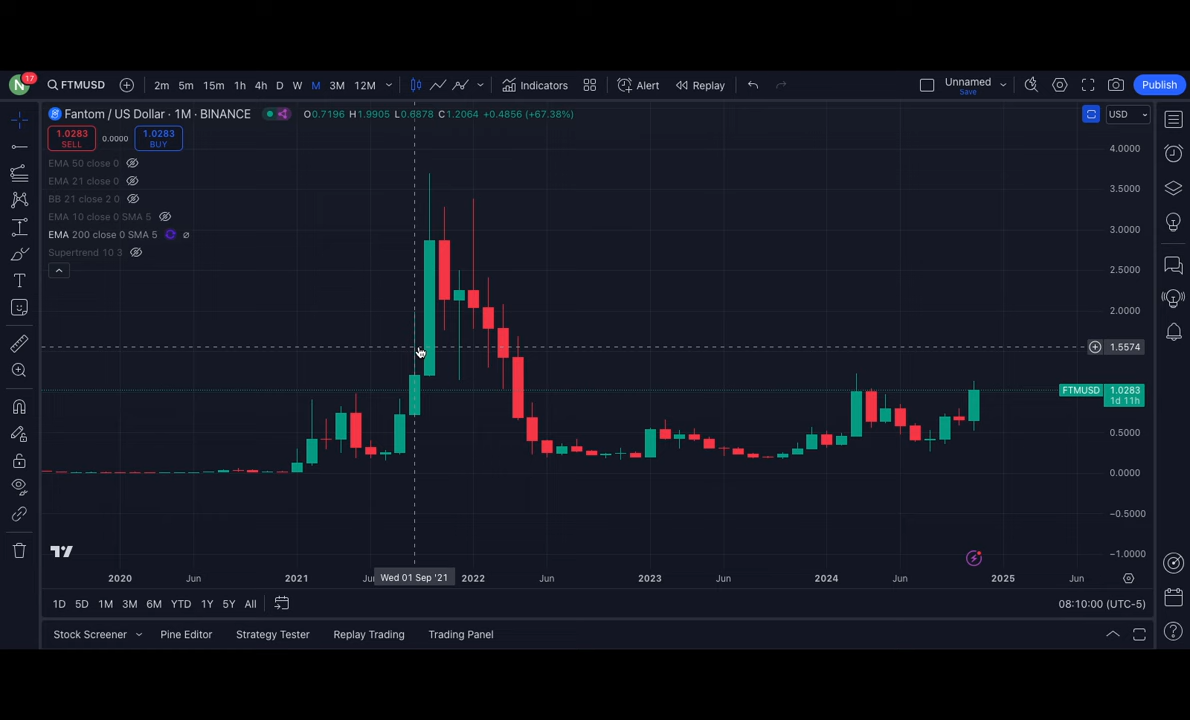 N 17 FTMUSD 2m 5m 15m 1h 4h D W M 3M 12M Indicators Alert Replay Unnamed Save Publish
Fantom / US Dollar · 1M · BINANCE O0.7196 H1.9905 L0.6878 C1.2064 +0.4856 (+67.38%) USD
1.0283 SELL 0.0000 1.0283 BUY
EMA 50 close 0
EMA 21 close 0
BB 21 close 2 0
EMA 10 close 0 SMA 5
EMA 200 close 0 SMA 5
Supertrend 10 3
4.0000
3.5000
3.0000
2.5000
2.0000
1.5574
FTMUSD 1.0283
1d 11h
0.5000
0.0000
−0.5000
−1.0000
2020 Jun 2021 Wed 01 Sep '21 2022 Jun 2023 Jun 2024 Jun 2025 Jun
1D 5D 1M 3M 6M YTD 1Y 5Y All 08:10:00 (UTC-5)
Stock Screener Pine Editor Strategy Tester Replay Trading Trading Panel